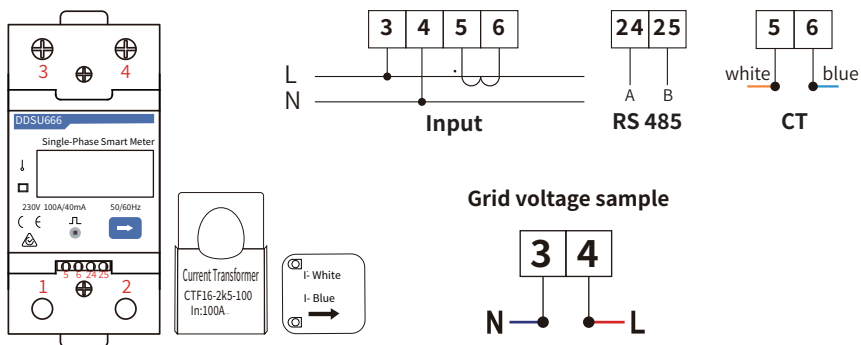 3 4
DDSU666
Single-Phase Smart Meter
230V 100A/40mA 50/60Hz
5 6 24 25
1 2
Current Transformer
CTF16-2k5-100
In:100A
I- White
I- Blue
3 4 5 6
L
N
Input
24 25
A B
RS 485
5 6
white blue
CT
Grid voltage sample
3 4
N L